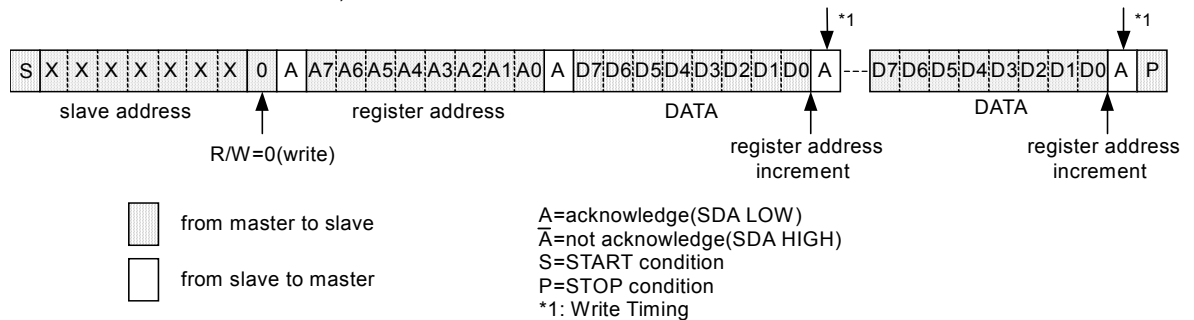 *1 *1
S X X X X X X X 0 A A7 A6 A5 A4 A3 A2 A1 A0 A D7 D6 D5 D4 D3 D2 D1 D0 A D7 D6 D5 D4 D3 D2 D1 D0 A P
slave address register address DATA DATA
R/W=0(write)
register address
increment
register address
increment
from master to slave
from slave to master
A=acknowledge(SDA LOW)
A̅=not acknowledge(SDA HIGH)
S=START condition
P=STOP condition
*1: Write Timing